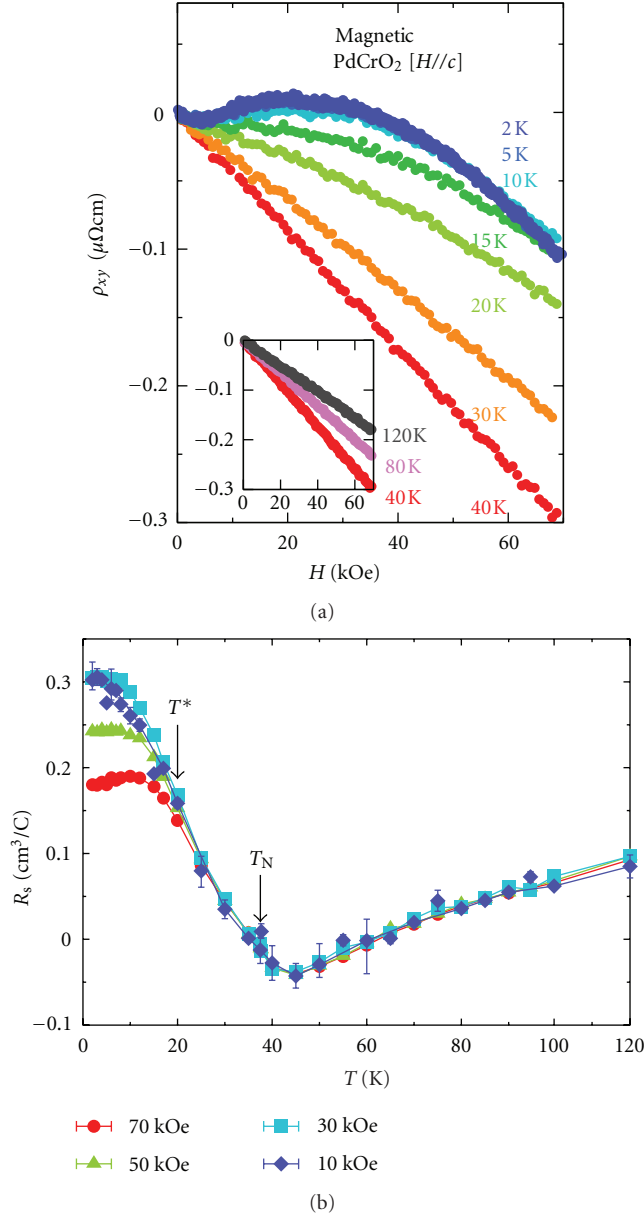 Magnetic
PdCrO2 [H//c]
0
−0.1
−0.2
−0.3
ρxy (μΩcm)
2 K
5 K
10 K
15 K
20 K
30 K
40 K
0
−0.1
−0.2
−0.3
0 20 40 60
120 K
80 K
40 K
0 20 40 60
H (kOe)
(a)
0.3
0.2
0.1
0
−0.1
Rs (cm3/C)
T*
TN
0 20 40 60 80 100 120
T (K)
70 kOe 30 kOe
50 kOe 10 kOe
(b)